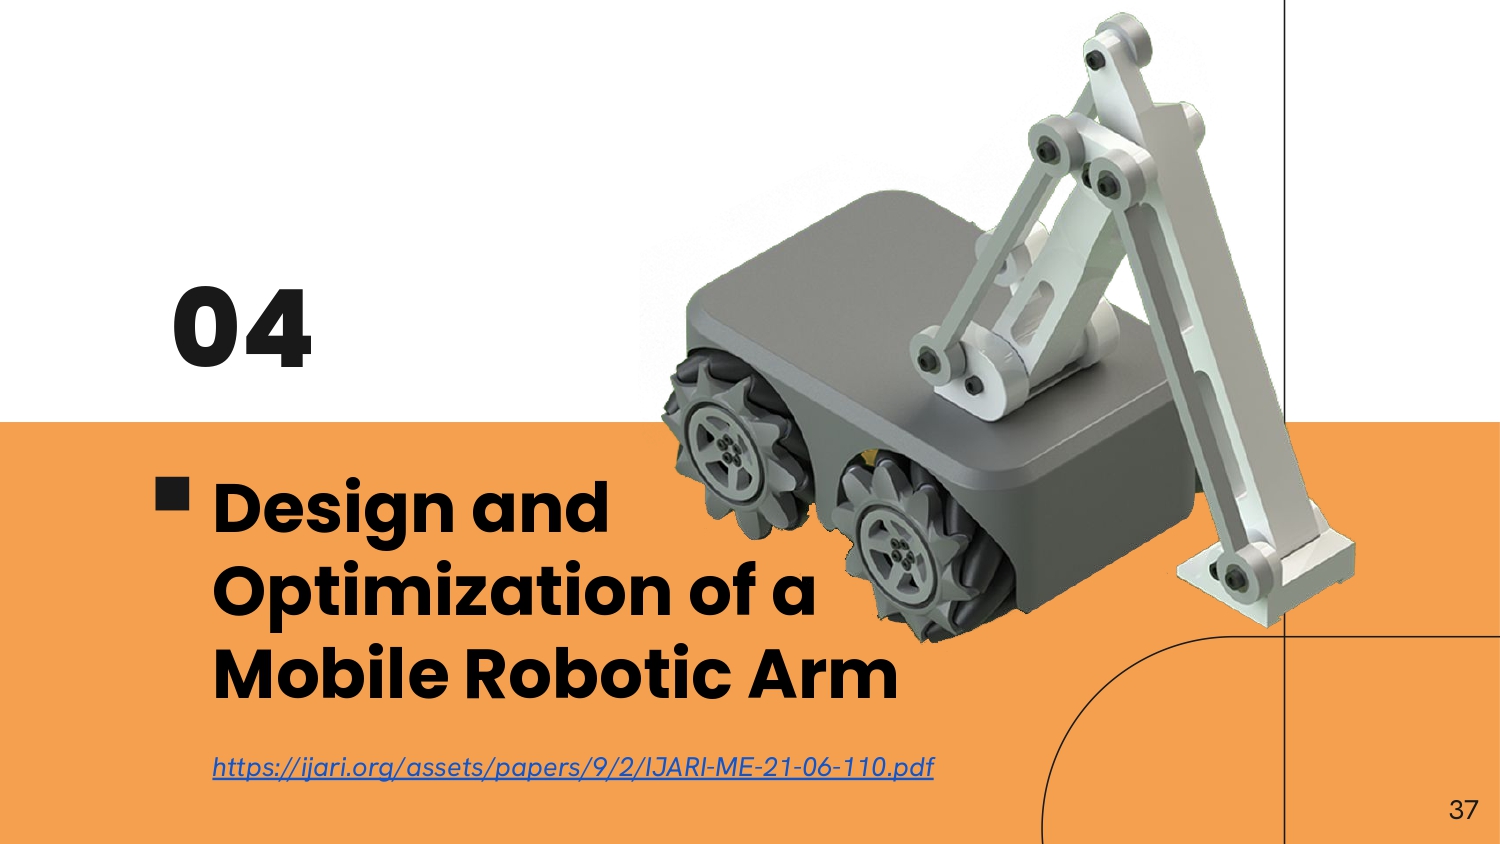 04
Design and
Optimization of a
Mobile Robotic Arm
https://ijari.org/assets/papers/9/2/IJARI-ME-21-06-110.pdf
37